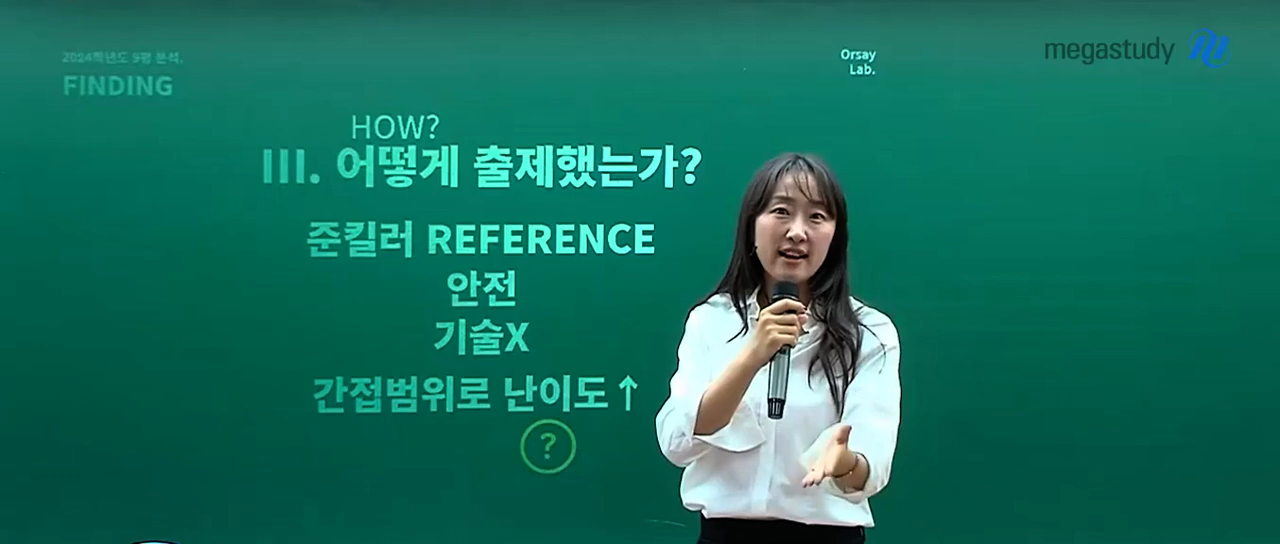 2024학년도 9평 분석.
FINDING
Orsay
Lab.
megastudy
HOW?
III. 어떻게 출제했는가?
준킬러 REFERENCE
안전
기술X
간접범위로 난이도↑
?